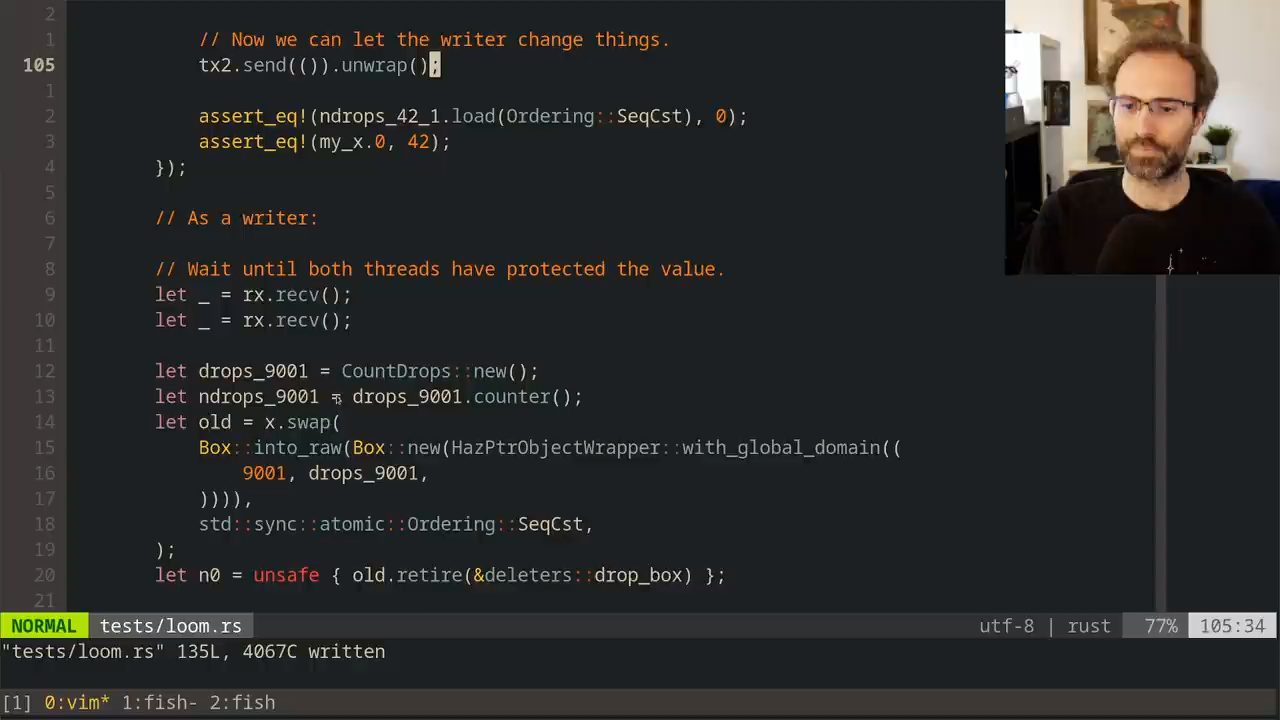 2
1 // Now we can let the writer change things.
105 tx2.send(()).unwrap();
1
2 assert_eq!(ndrops_42_1.load(Ordering::SeqCst), 0);
3 assert_eq!(my_x.0, 42);
4 });
5
6 // As a writer:
7
8 // Wait until both threads have protected the value.
9 let _ = rx.recv();
10 let _ = rx.recv();
11
12 let drops_9001 = CountDrops::new();
13 let ndrops_9001 = drops_9001.counter();
14 let old = x.swap(
15 Box::into_raw(Box::new(HazPtrObjectWrapper::with_global_domain((
16 9001, drops_9001,
17 )))),
18 std::sync::atomic::Ordering::SeqCst,
19 );
20 let n0 = unsafe { old.retire(&deleters::drop_box) };
21
NORMAL tests/loom.rs utf-8 | rust 77% 105:34
"tests/loom.rs" 135L, 4067C written
[1] 0:vim* 1:fish- 2:fish